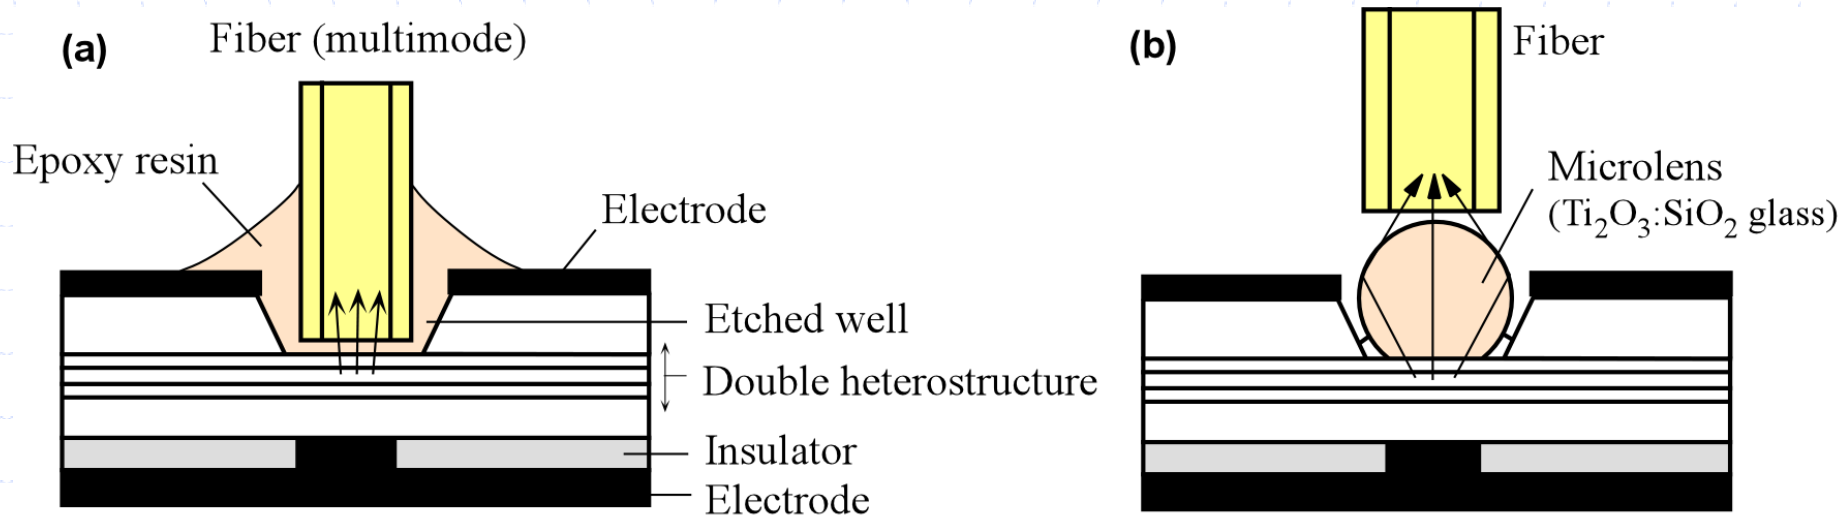 (a)
Fiber (multimode)
Epoxy resin
Electrode
Etched well
Double heterostructure
Insulator
Electrode
(b)
Fiber
Microlens
(Ti₂O₃:SiO₂ glass)